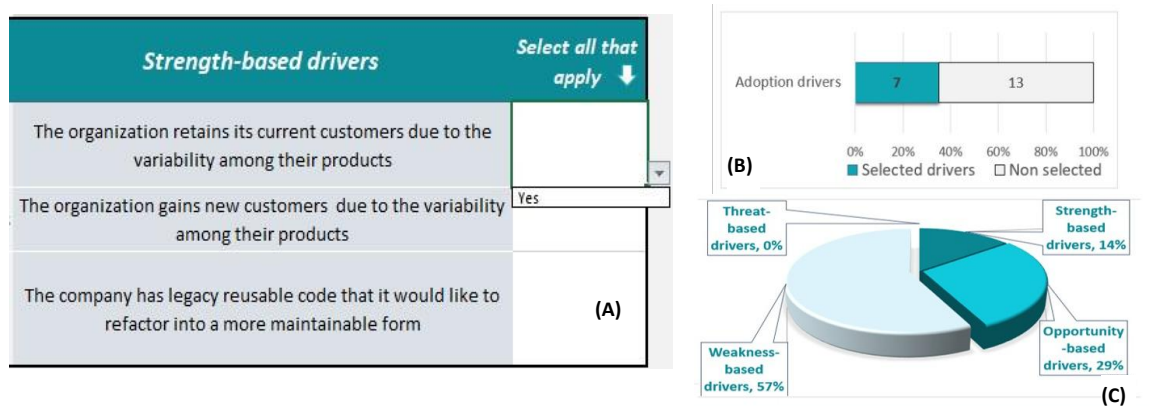 Strength-based drivers
Select all that
apply
The organization retains its current customers due to the
variability among their products
Yes
The organization gains new customers due to the variability
among their products
The company has legacy reusable code that it would like to
refactor into a more maintainable form
(A)
Adoption drivers
7
13
0% 20% 40% 60% 80% 100%
Selected drivers Non selected
(B)
Threat-
based
drivers, 0%
Strength-
based
drivers, 14%
Opportunity
-based
drivers, 29%
Weakness-
based
drivers, 57%
(C)